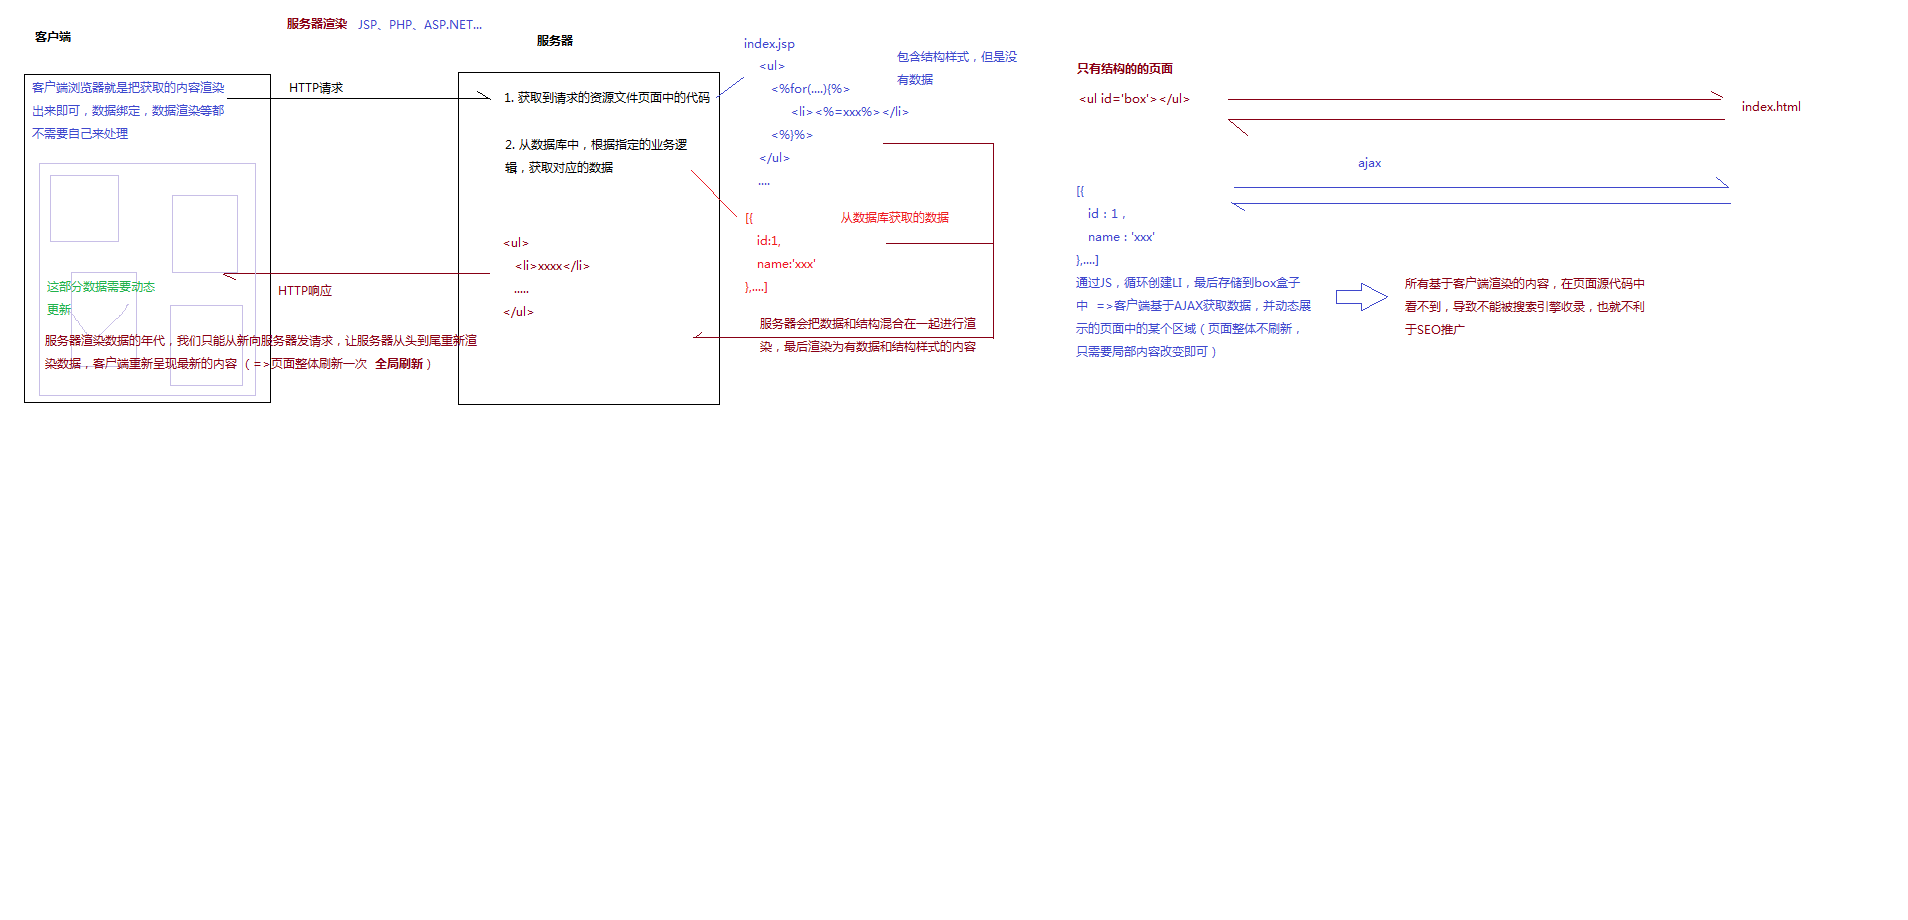 服务器渲染 JSP、PHP、ASP.NET...
客户端
服务器
客户端浏览器就是把获取的内容渲染
出来即可，数据绑定，数据渲染等都
不需要自己来处理
HTTP请求
1. 获取到请求的资源文件页面中的代码
2. 从数据库中，根据指定的业务逻
辑，获取对应的数据
<ul>
<li>xxxx</li>
.....
</ul>
HTTP响应
这部分数据需要动态
更新
服务器渲染数据的年代，我们只能从新向服务器发请求，让服务器从头到尾重新渲
染数据，客户端重新呈现最新的内容 （=>页面整体刷新一次 全局刷新）
index.jsp
<ul>
<%for(....){%>
<li><%=xxx%></li>
<%}%>
</ul>
....
包含结构样式，但是没
有数据
[{
id:1,
name:'xxx'
},....]
从数据库获取的数据
服务器会把数据和结构混合在一起进行渲
染，最后渲染为有数据和结构样式的内容
只有结构的的页面
<ul id='box'></ul>
index.html
ajax
[{
id：1，
name：'xxx'
},....]
通过JS，循环创建LI，最后存储到box盒子
中 =>客户端基于AJAX获取数据，并动态展
示的页面中的某个区域（页面整体不刷新，
只需要局部内容改变即可）
所有基于客户端渲染的内容，在页面源代码中
看不到，导致不能被搜索引擎收录，也就不利
于SEO推广